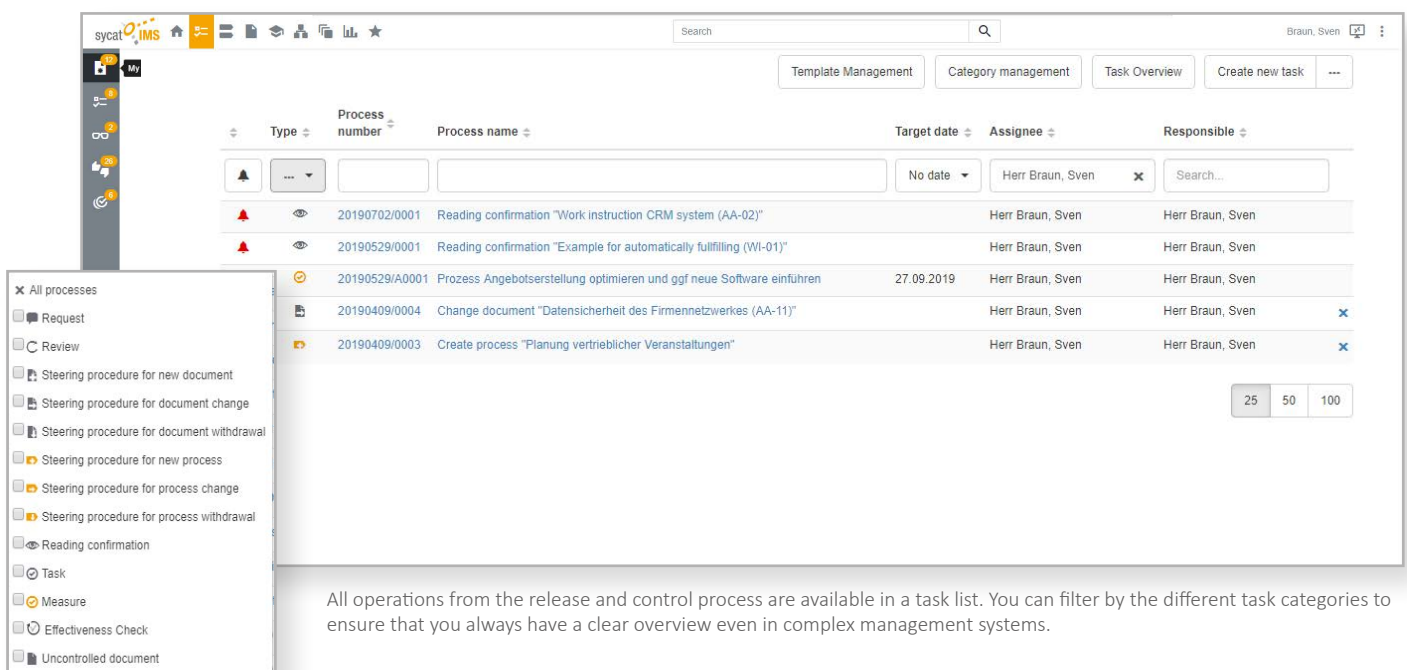 sycat IMS
Search
Braun, Sven
12
My
8
2
26
6
Template Management
Category management
Task Overview
Create new task
---
Type
Process number
Process name
Target date
Assignee
Responsible
---
No date
Herr Braun, Sven
Search...
20190702/0001 Reading confirmation "Work instruction CRM system (AA-02)" Herr Braun, Sven Herr Braun, Sven
20190529/0001 Reading confirmation "Example for automatically fullfilling (WI-01)" Herr Braun, Sven Herr Braun, Sven
20190529/A0001 Prozess Angebotserstellung optimieren und ggf neue Software einführen 27.09.2019 Herr Braun, Sven Herr Braun, Sven
20190409/0004 Change document "Datensicherheit des Firmennetzwerkes (AA-11)" Herr Braun, Sven Herr Braun, Sven
20190409/0003 Create process "Planung vertrieblicher Veranstaltungen" Herr Braun, Sven Herr Braun, Sven
25 50 100
All processes
Request
Review
Steering procedure for new document
Steering procedure for document change
Steering procedure for document withdrawal
Steering procedure for new process
Steering procedure for process change
Steering procedure for process withdrawal
Reading confirmation
Task
Measure
Effectiveness Check
Uncontrolled document
All operations from the release and control process are available in a task list. You can filter by the different task categories to
ensure that you always have a clear overview even in complex management systems.